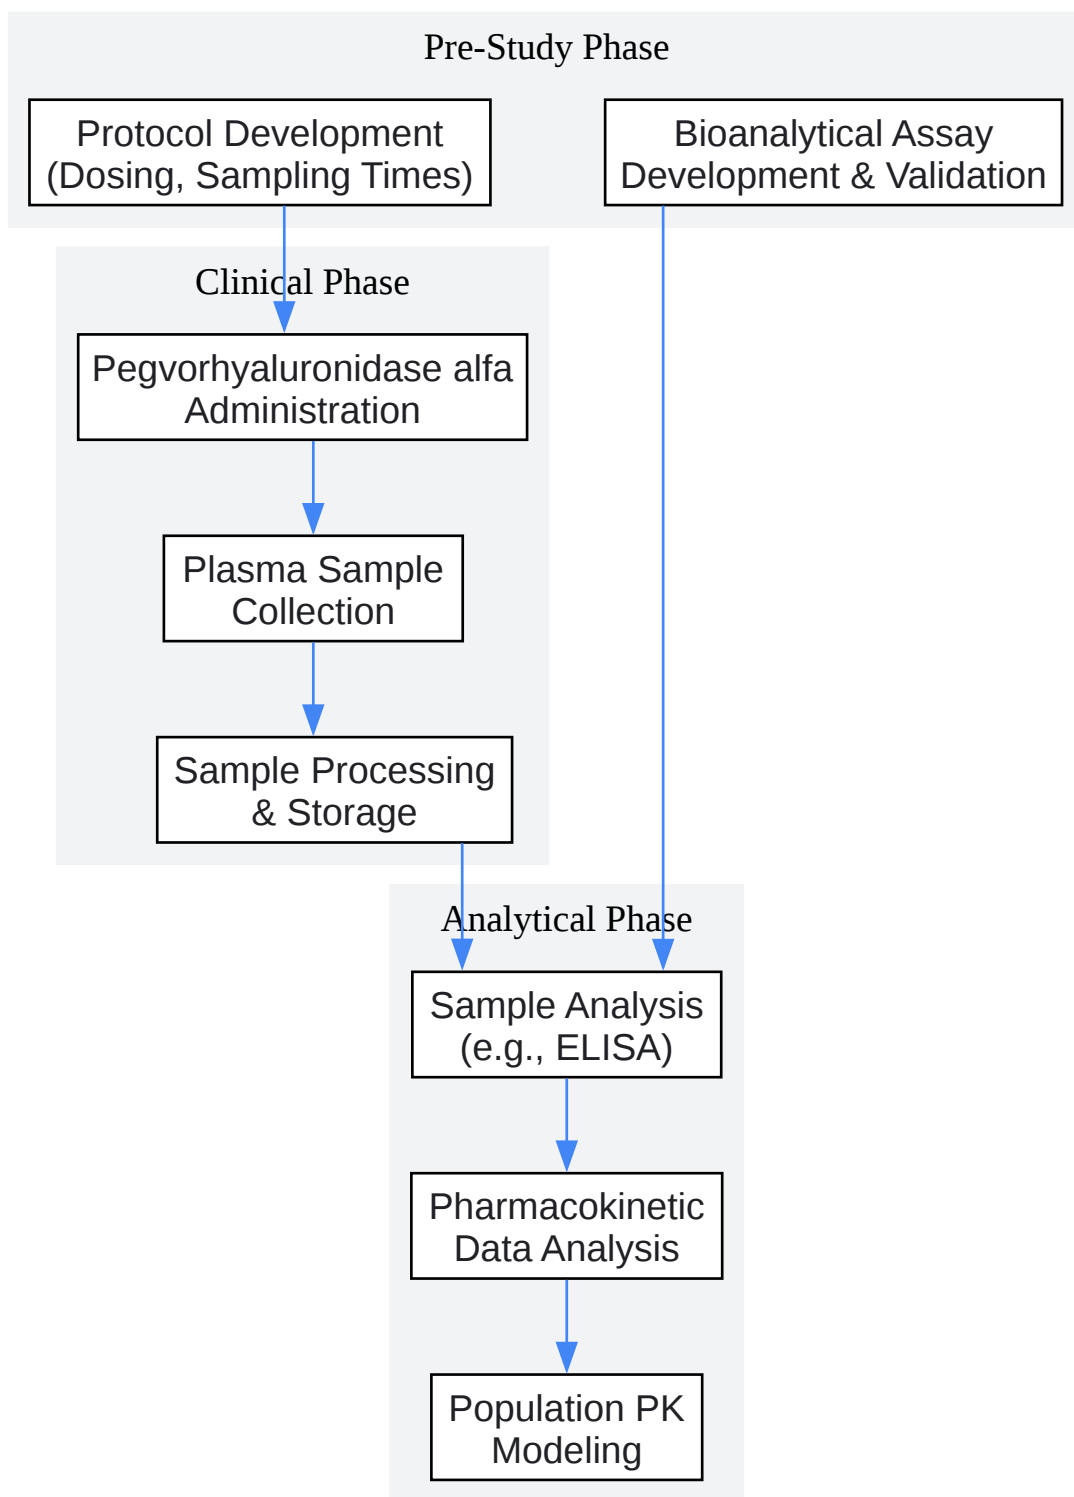 Pre-Study Phase
Protocol Development
(Dosing, Sampling Times)
Bioanalytical Assay
Development & Validation
Clinical Phase
Pegvorhyaluronidase alfa
Administration
Plasma Sample
Collection
Sample Processing
& Storage
Analytical Phase
Sample Analysis
(e.g., ELISA)
Pharmacokinetic
Data Analysis
Population PK
Modeling